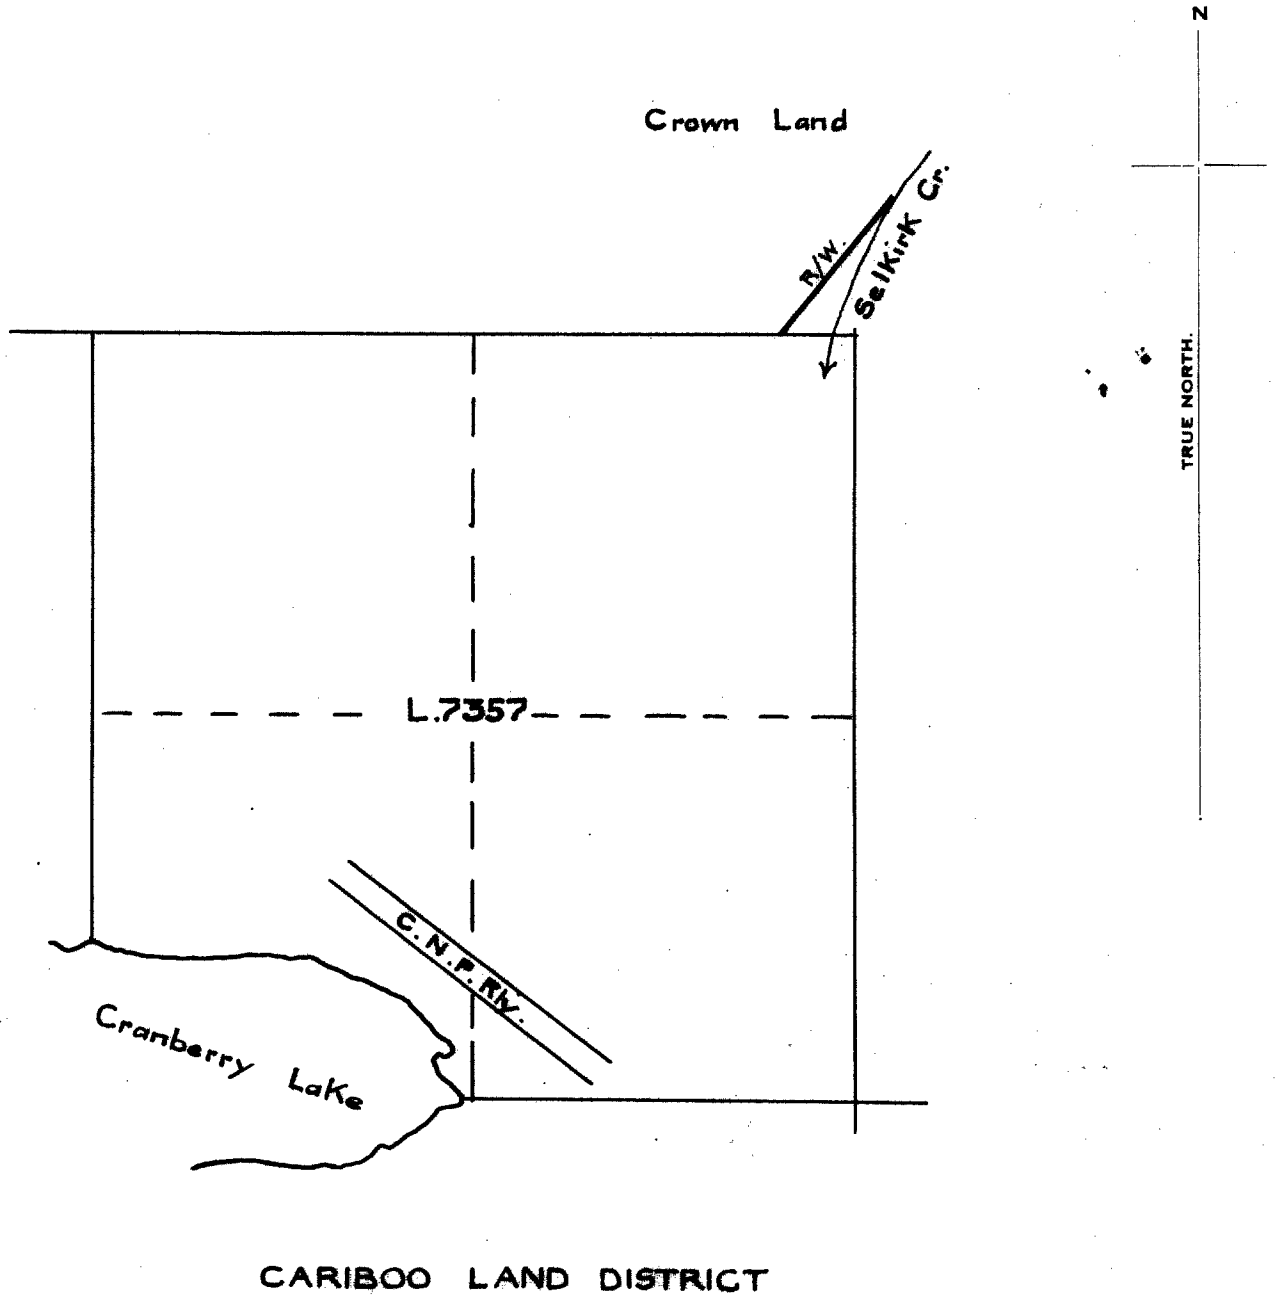 N
Crown Land
R/W.
Selkirk Cr.
TRUE NORTH.
L.7357
C.N.P. Rly.
Cranberry Lake
CARIBOO LAND DISTRICT